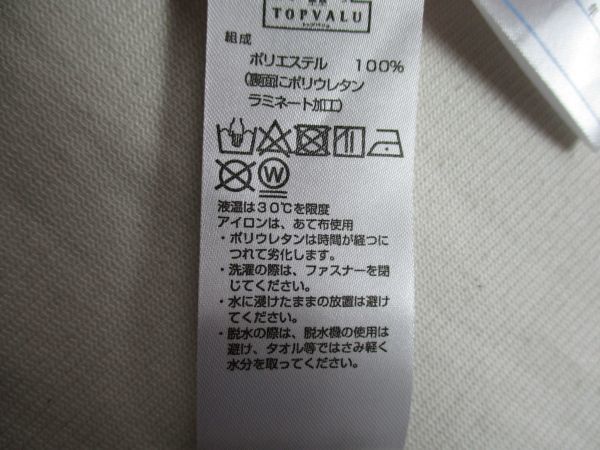 TOPVALU
組成
ポリエステル 100%
(裏面にポリウレタン
ラミネート加工)
W
液温は30℃を限度
アイロンは、あて布使用
・ポリウレタンは時間が経つに
つれて劣化します。
・洗濯の際は、ファスナーを閉
じてください。
・水に浸けたままの放置は避け
てください。
・脱水の際は、脱水機の使用は
避け、タオル等ではさみ軽く
水分を取ってください。